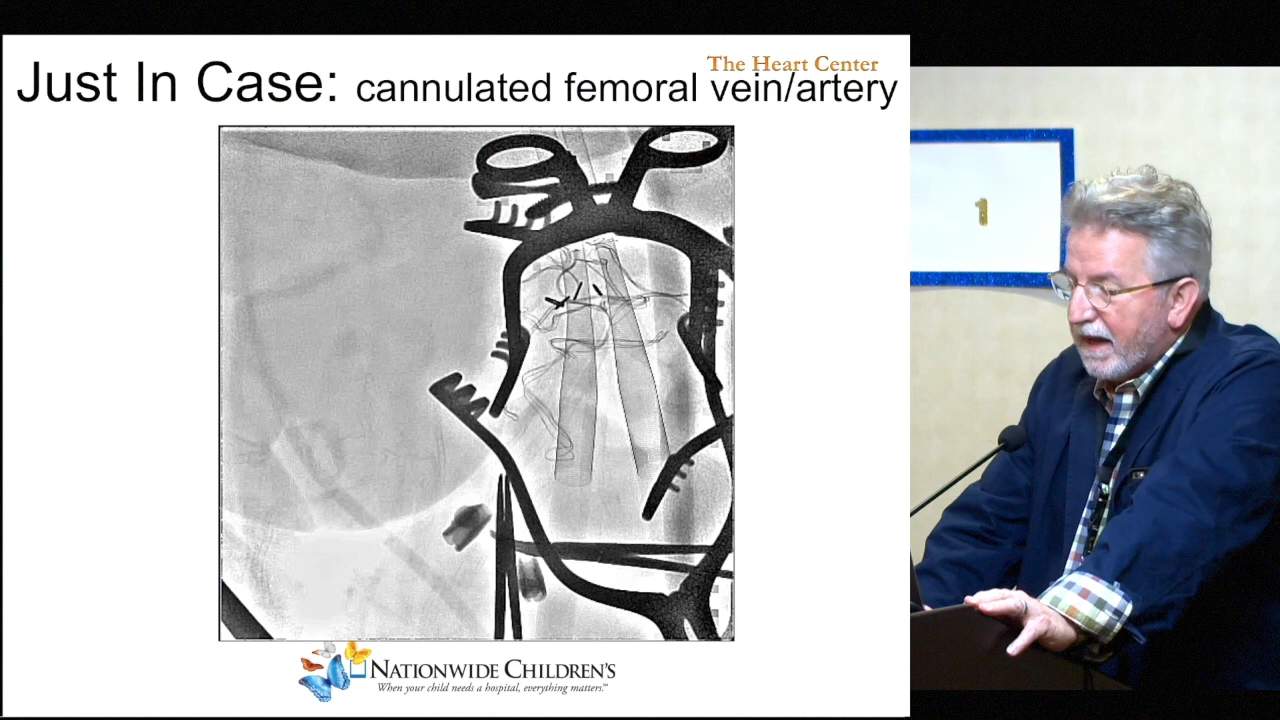 The Heart Center
Just In Case: cannulated femoral vein/artery
NATIONWIDE CHILDREN'S
When your child needs a hospital, everything matters.™
1